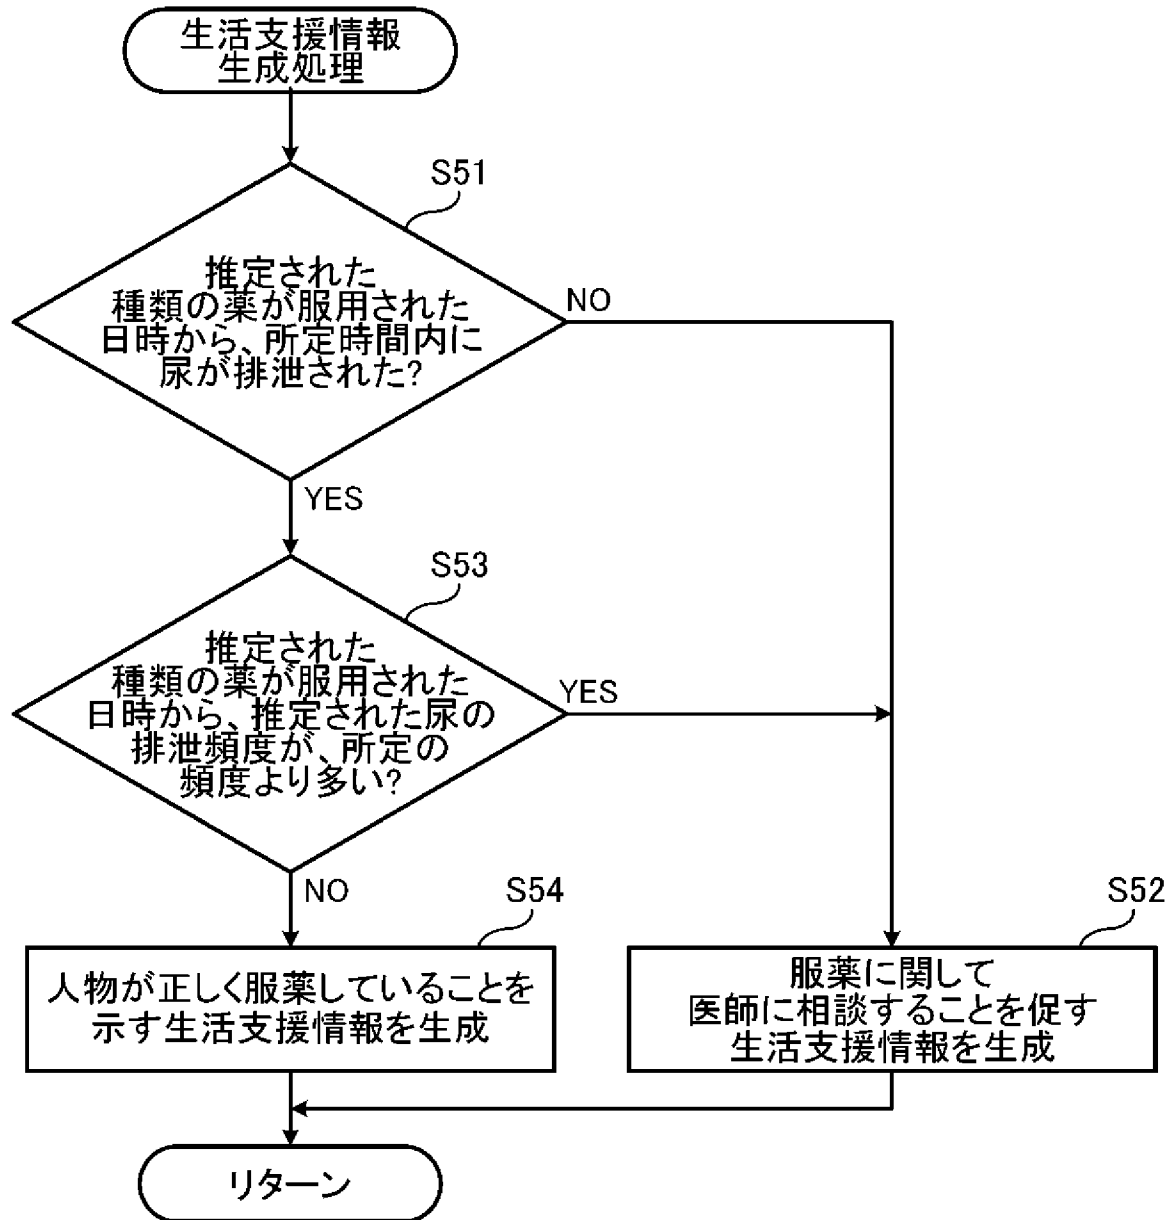 生活支援情報
生成処理
S51
推定された
種類の薬が服用された
日時から、所定時間内に
尿が排泄された?
NO
YES
S53
推定された
種類の薬が服用された
日時から、推定された尿の
排泄頻度が、所定の
頻度より多い?
YES
NO
S54
人物が正しく服薬していることを
示す生活支援情報を生成
S52
服薬に関して
医師に相談することを促す
生活支援情報を生成
リターン